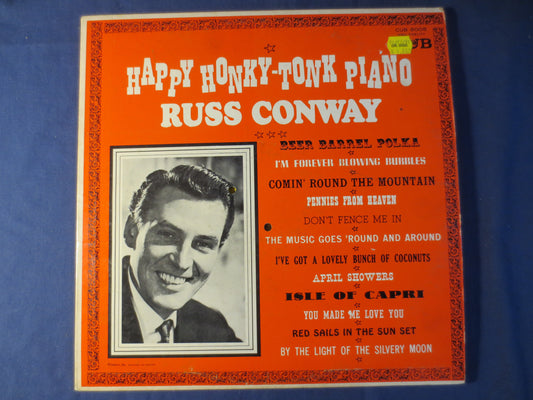 CUB 8005
HAPPY HONKY-TONK PIANO
RUSS CONWAY
BEER BARREL POLKA
I'M FOREVER BLOWING BUBBLES
COMIN' ROUND THE MOUNTAIN
PENNIES FROM HEAVEN
DON'T FENCE ME IN
THE MUSIC GOES 'ROUND AND AROUND
I'VE GOT A LOVELY BUNCH OF COCONUTS
APRIL SHOWERS
ISLE OF CAPRI
YOU MADE ME LOVE YOU
RED SAILS IN THE SUN SET
BY THE LIGHT OF THE SILVERY MOON